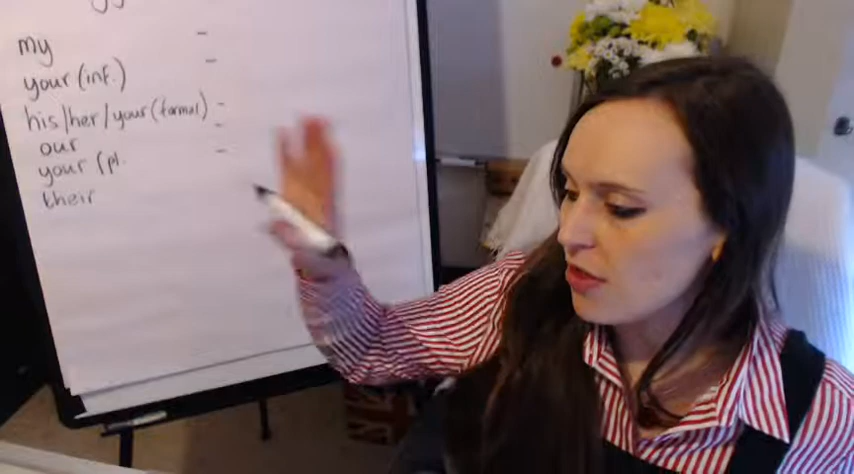 my -
your (inf.) -
his/her/your (formal) -
our -
your (pl. -
their